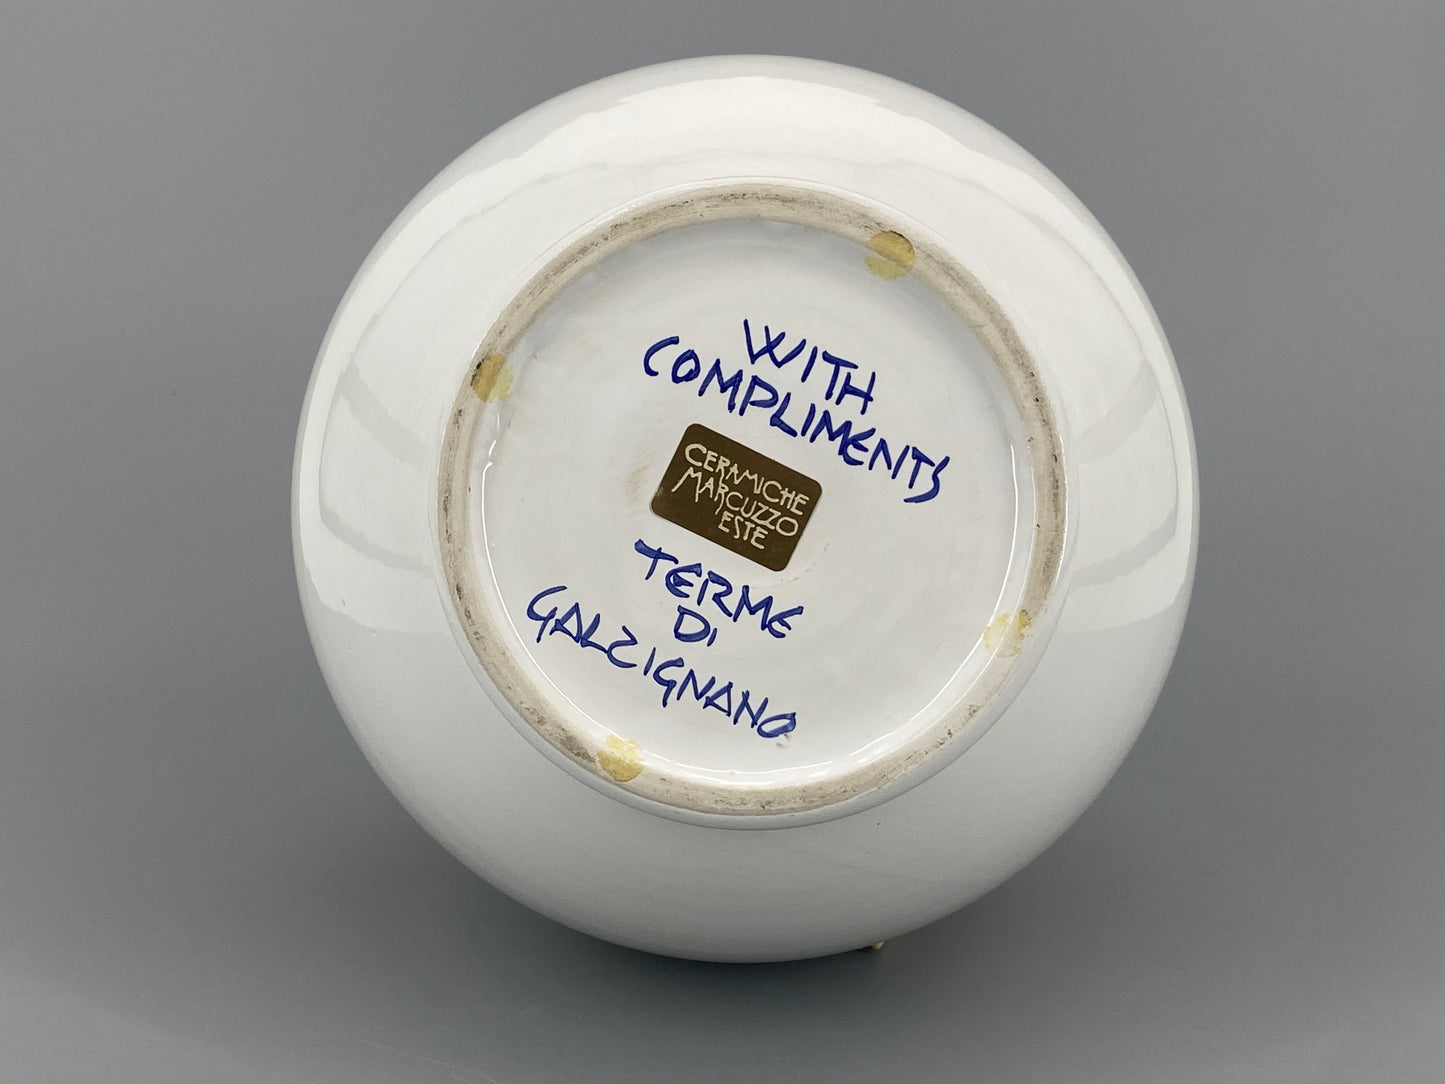 WITH
COMPLIMENTS
CERAMICHE
MARCUZZO
ESTE
TERME
DI
GALZIGNANO